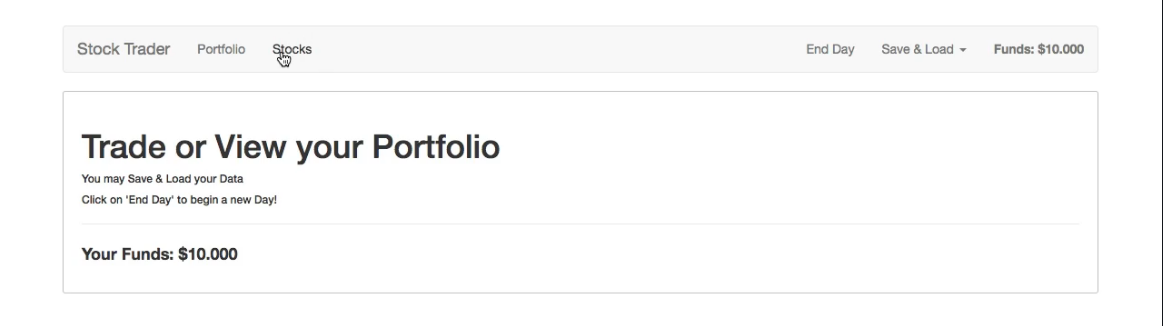 Stock Trader Portfolio Stocks End Day Save & Load Funds: $10.000
Trade or View your Portfolio
You may Save & Load your Data
Click on 'End Day' to begin a new Day!
Your Funds: $10.000